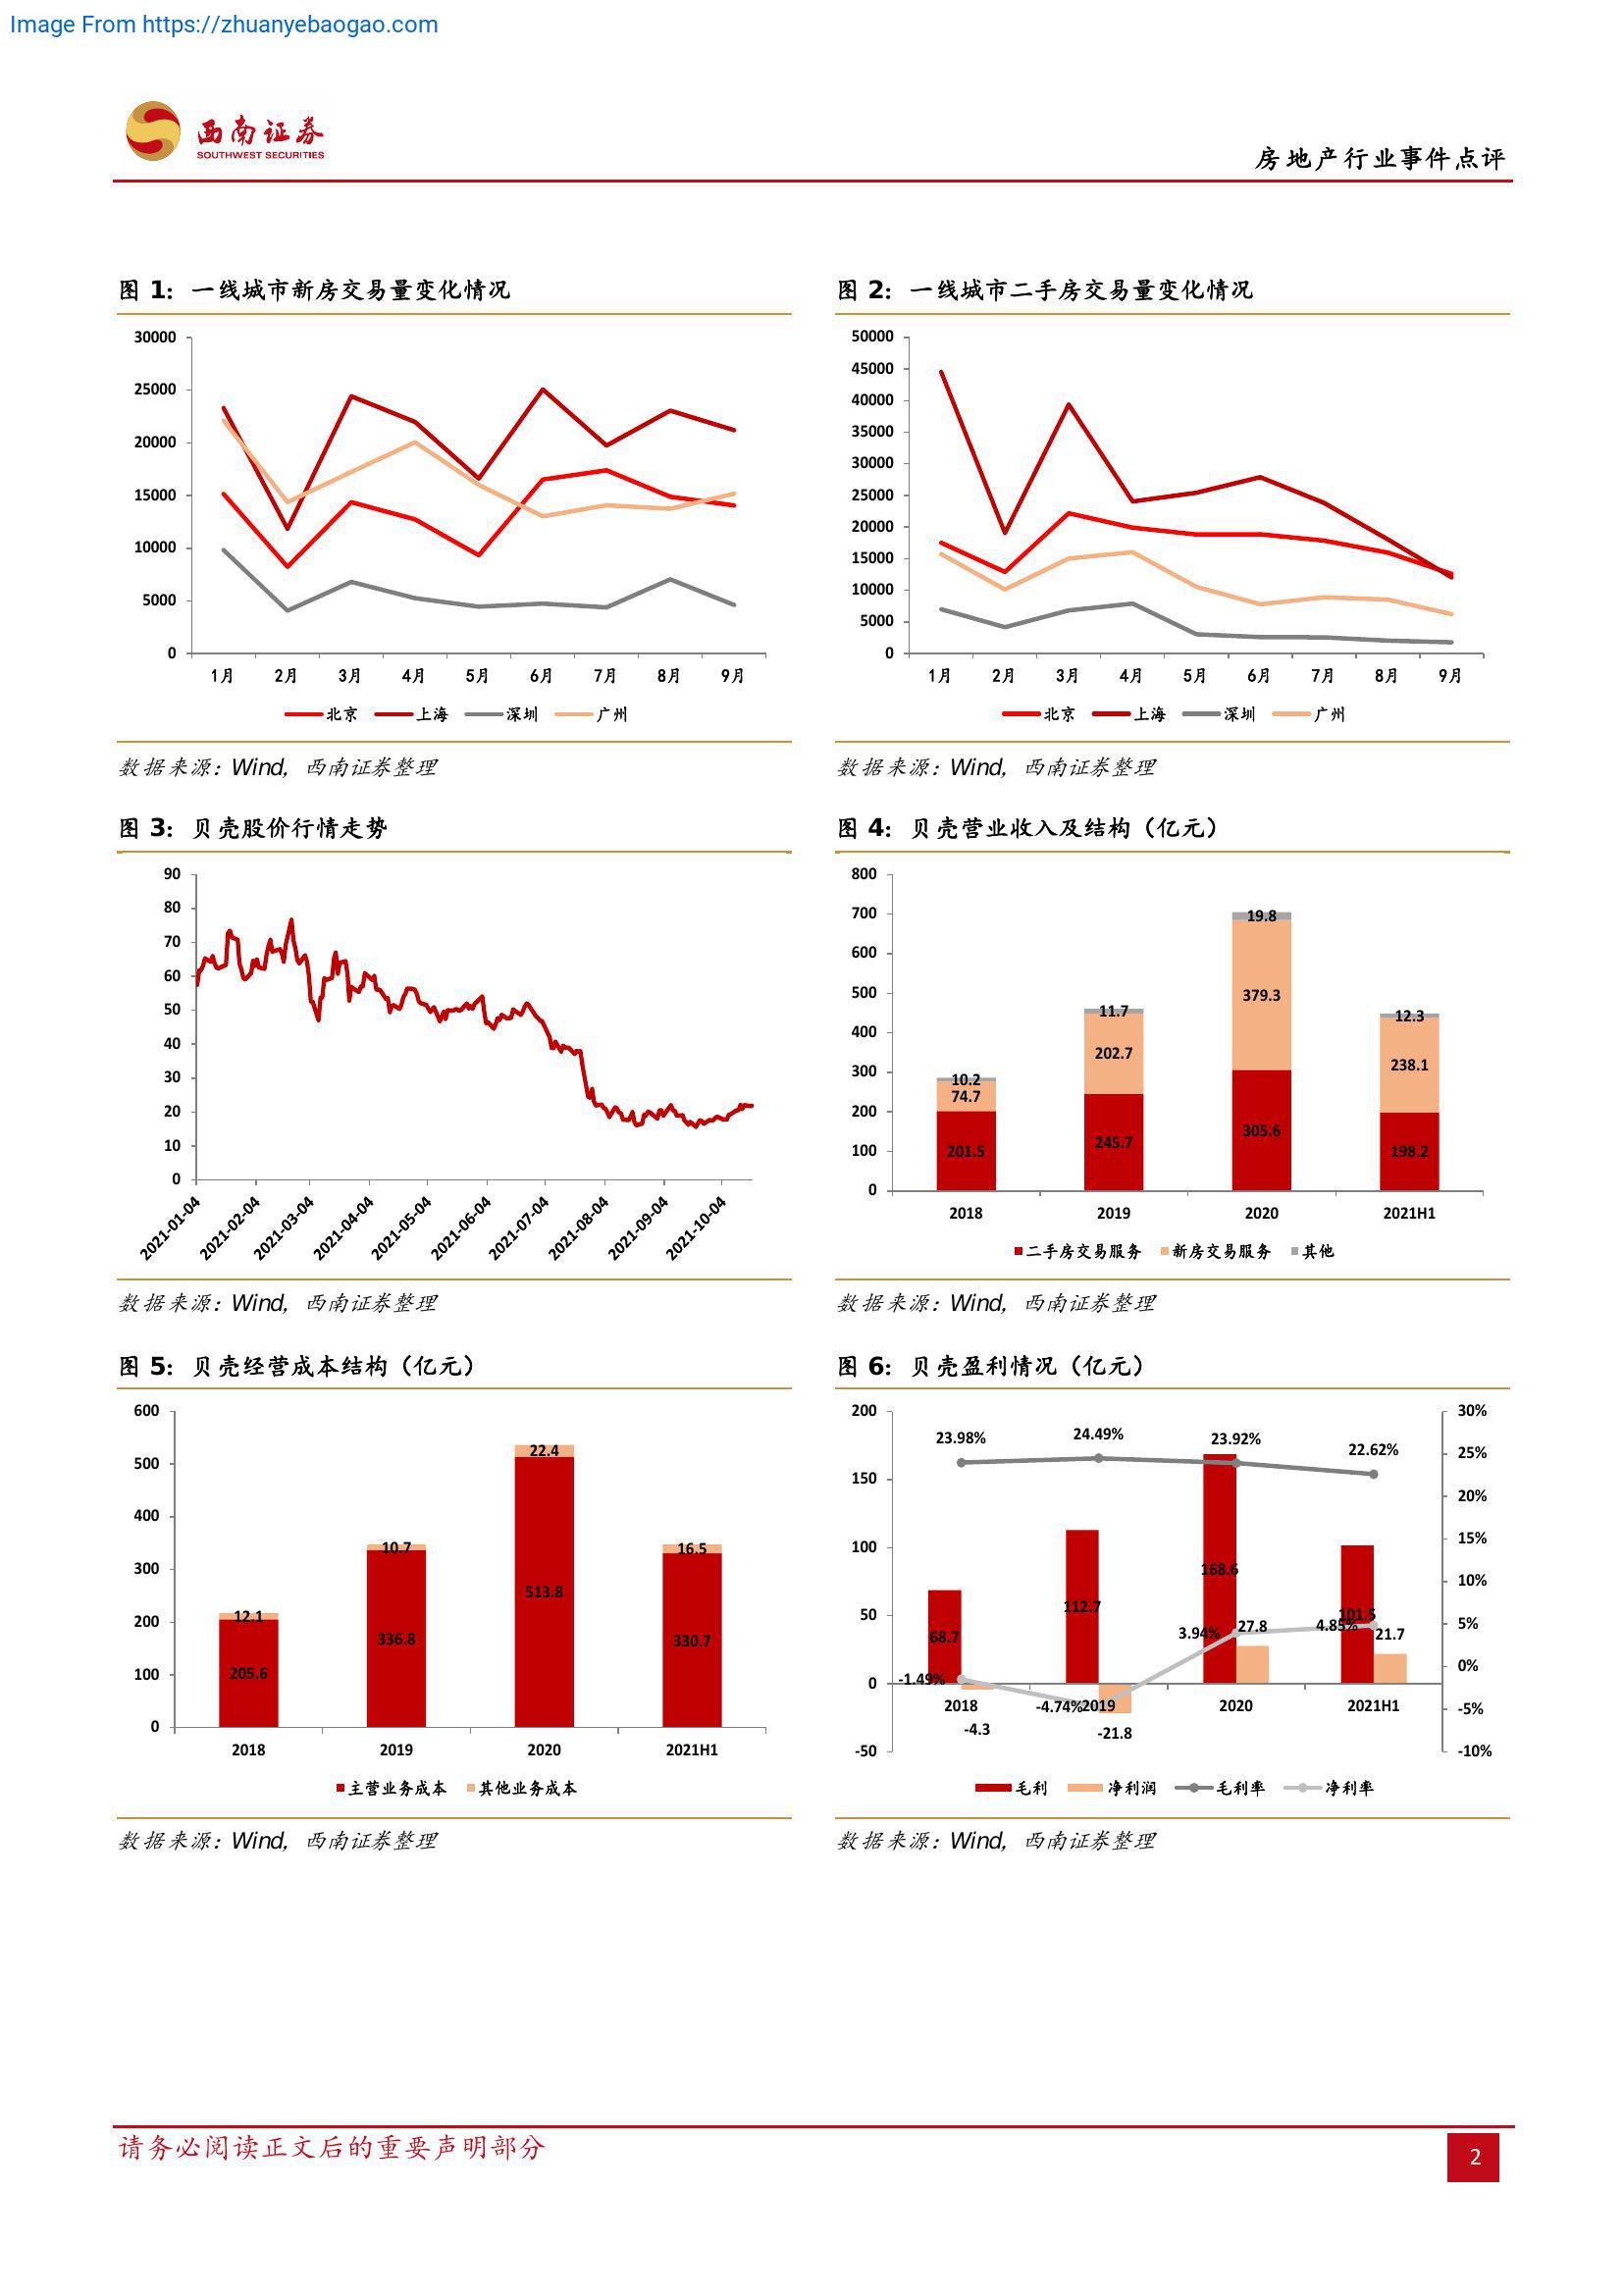 Image From https://zhuanyebaogao.com
西南证券
SOUTHWEST SECURITIES
房地产行业事件点评
图 1：一线城市新房交易量变化情况
30000
25000
20000
15000
10000
5000
0
1月 2月 3月 4月 5月 6月 7月 8月 9月
北京 上海 深圳 广州
数据来源：Wind，西南证券整理
图 2：一线城市二手房交易量变化情况
50000
45000
40000
35000
30000
25000
20000
15000
10000
5000
0
1月 2月 3月 4月 5月 6月 7月 8月 9月
北京 上海 深圳 广州
数据来源：Wind，西南证券整理
图 3：贝壳股价行情走势
90
80
70
60
50
40
30
20
10
0
2021-01-04 2021-02-04 2021-03-04 2021-04-04 2021-05-04 2021-06-04 2021-07-04 2021-08-04 2021-09-04 2021-10-04
数据来源：Wind，西南证券整理
图 4：贝壳营业收入及结构（亿元）
800
700
600
500
400
300
200
100
0
10.2 11.7 19.8 12.3
74.7 202.7 379.3 238.1
201.5 245.7 305.6 198.2
2018 2019 2020 2021H1
二手房交易服务 新房交易服务 其他
数据来源：Wind，西南证券整理
图 5：贝壳经营成本结构（亿元）
600
500
400
300
200
100
0
12.1 10.7 22.4 16.5
205.6 336.8 513.8 330.7
2018 2019 2020 2021H1
主营业务成本 其他业务成本
数据来源：Wind，西南证券整理
图 6：贝壳盈利情况（亿元）
200
150
100
50
0
-50
30%
25%
20%
15%
10%
5%
0%
-5%
-10%
23.98% 24.49% 23.92% 22.62%
68.7 112.7 168.6 101.5
-1.49% -4.74% 3.94% 4.85%
-4.3 -21.8 27.8 21.7
2018 2019 2020 2021H1
毛利 净利润 毛利率 净利率
数据来源：Wind，西南证券整理
请务必阅读正文后的重要声明部分
2